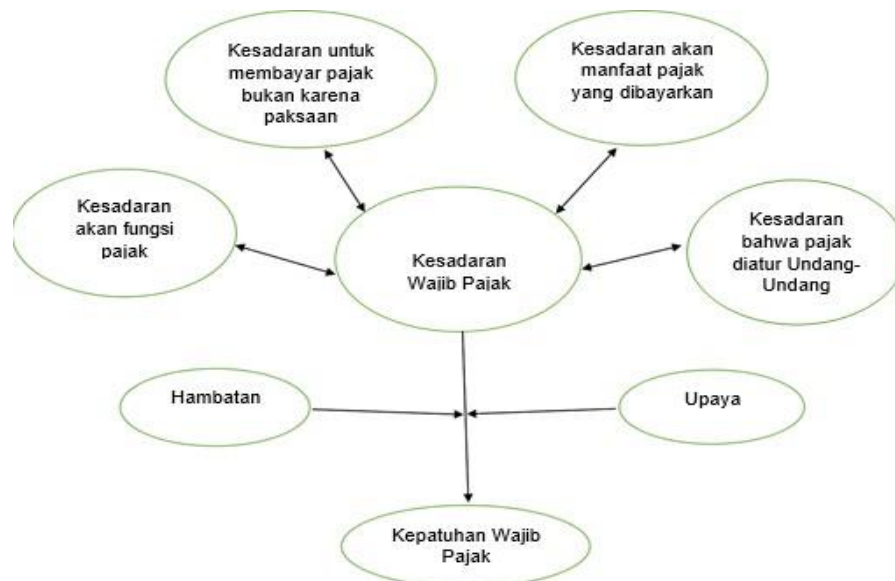 Kesadaran untuk
membayar pajak
bukan karena
paksaan
Kesadaran akan
manfaat pajak
yang dibayarkan
Kesadaran
akan fungsi
pajak
Kesadaran
Wajib Pajak
Kesadaran
bahwa pajak
diatur Undang-
Undang
Hambatan
Upaya
Kepatuhan Wajib
Pajak